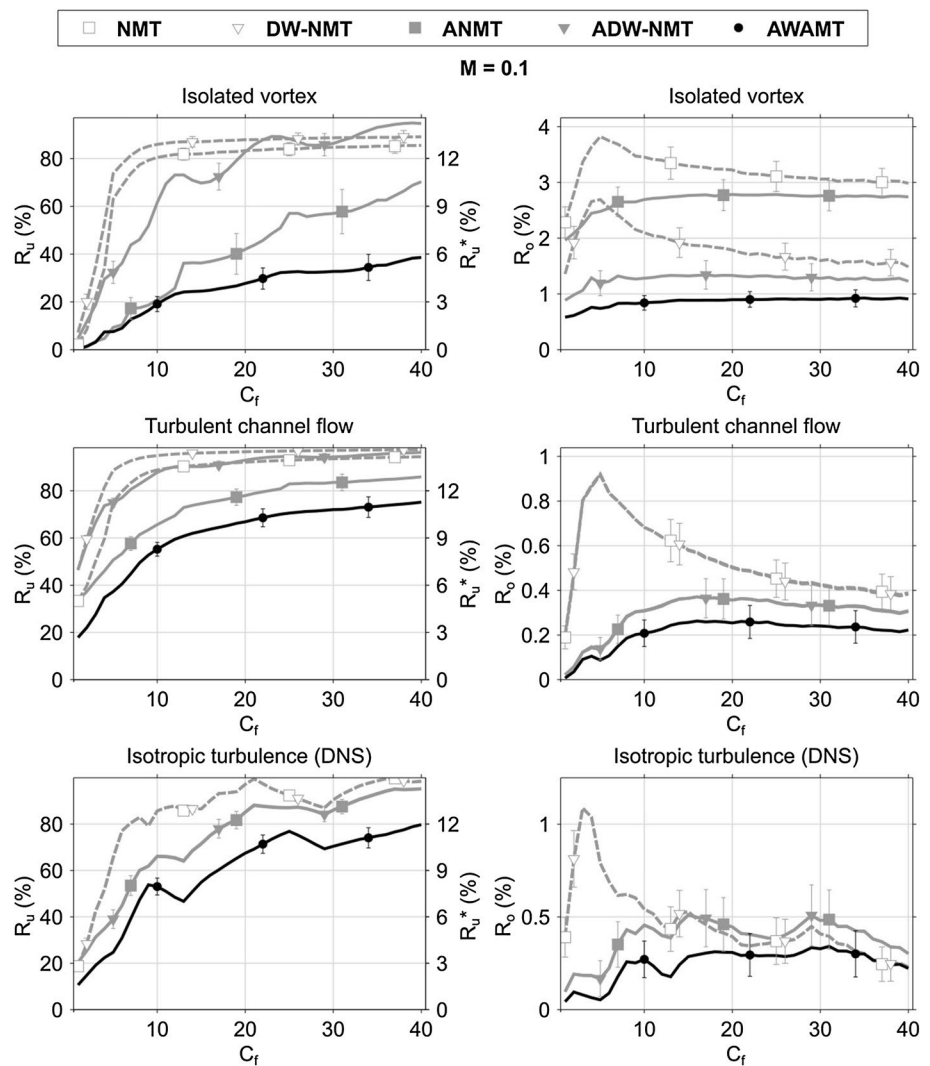 NMT DW-NMT ANMT ADW-NMT AWAMT
M = 0.1
Isolated vortex
80
60
40
20
0
R_u (%)
12
9
6
3
0
R_u* (%)
10 20 30 40
C_f
Isolated vortex
4
3
2
1
0
R_o (%)
10 20 30 40
C_f
Turbulent channel flow
80
60
40
20
0
R_u (%)
12
9
6
3
0
R_u* (%)
10 20 30 40
C_f
Turbulent channel flow
1
0.8
0.6
0.4
0.2
0
R_o (%)
10 20 30 40
C_f
Isotropic turbulence (DNS)
80
60
40
20
0
R_u (%)
12
9
6
3
0
R_u* (%)
10 20 30 40
C_f
Isotropic turbulence (DNS)
1
0.5
0
R_o (%)
10 20 30 40
C_f